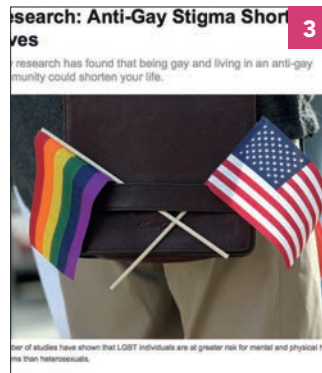 esearch: Anti-Gay Stigma Short
ves
research has found that being gay and living in an anti-gay
munity could shorten your life.
3
ber of studies have shown that LGBT individuals are at greater risk for mental and physical h
ms than heterosexuals.